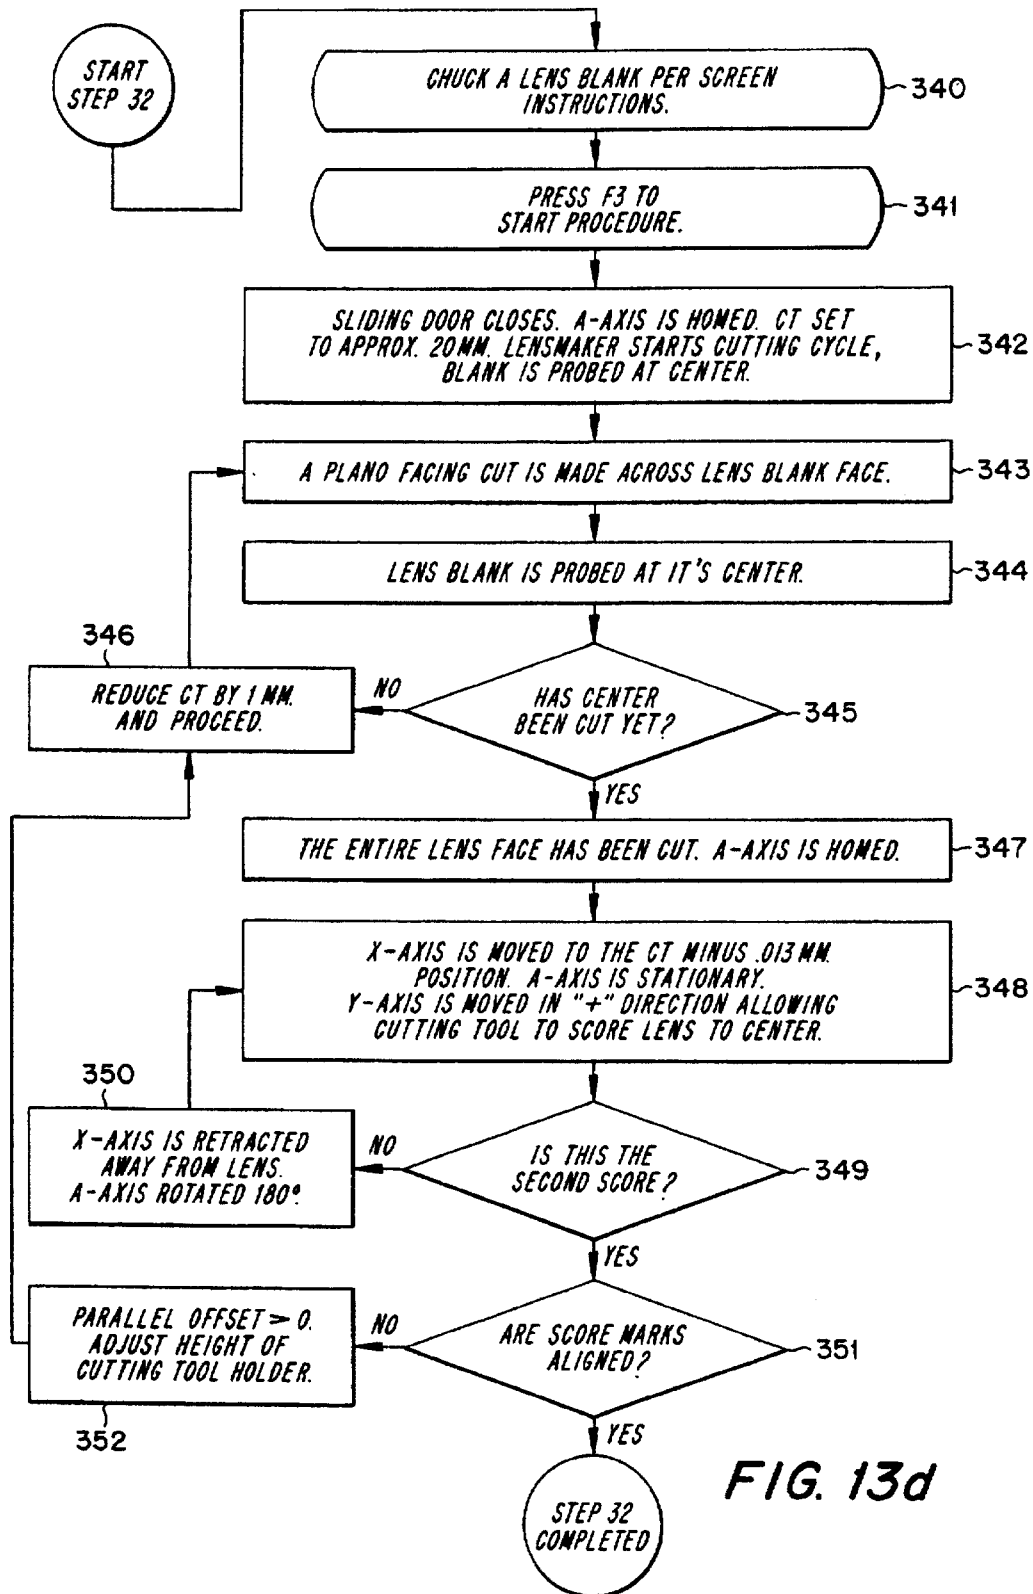 START
STEP 32
CHUCK A LENS BLANK PER SCREEN
INSTRUCTIONS.
340
PRESS F3 TO
START PROCEDURE.
341
SLIDING DOOR CLOSES. A-AXIS IS HOMED. CT SET
TO APPROX. 20MM. LENSMAKER STARTS CUTTING CYCLE,
BLANK IS PROBED AT CENTER.
342
A PLANO FACING CUT IS MADE ACROSS LENS BLANK FACE.
343
LENS BLANK IS PROBED AT IT'S CENTER.
344
346
REDUCE CT BY 1 MM.
AND PROCEED.
NO
HAS CENTER
BEEN CUT YET?
345
YES
THE ENTIRE LENS FACE HAS BEEN CUT. A-AXIS IS HOMED.
347
X-AXIS IS MOVED TO THE CT MINUS .013 MM.
POSITION. A-AXIS IS STATIONARY.
Y-AXIS IS MOVED IN "+" DIRECTION ALLOWING
CUTTING TOOL TO SCORE LENS TO CENTER.
348
350
X-AXIS IS RETRACTED
AWAY FROM LENS.
A-AXIS ROTATED 180°.
NO
IS THIS THE
SECOND SCORE?
349
YES
PARALLEL OFFSET > 0.
ADJUST HEIGHT OF
CUTTING TOOL HOLDER.
352
NO
ARE SCORE MARKS
ALIGNED?
351
YES
STEP 32
COMPLETED
FIG. 13d